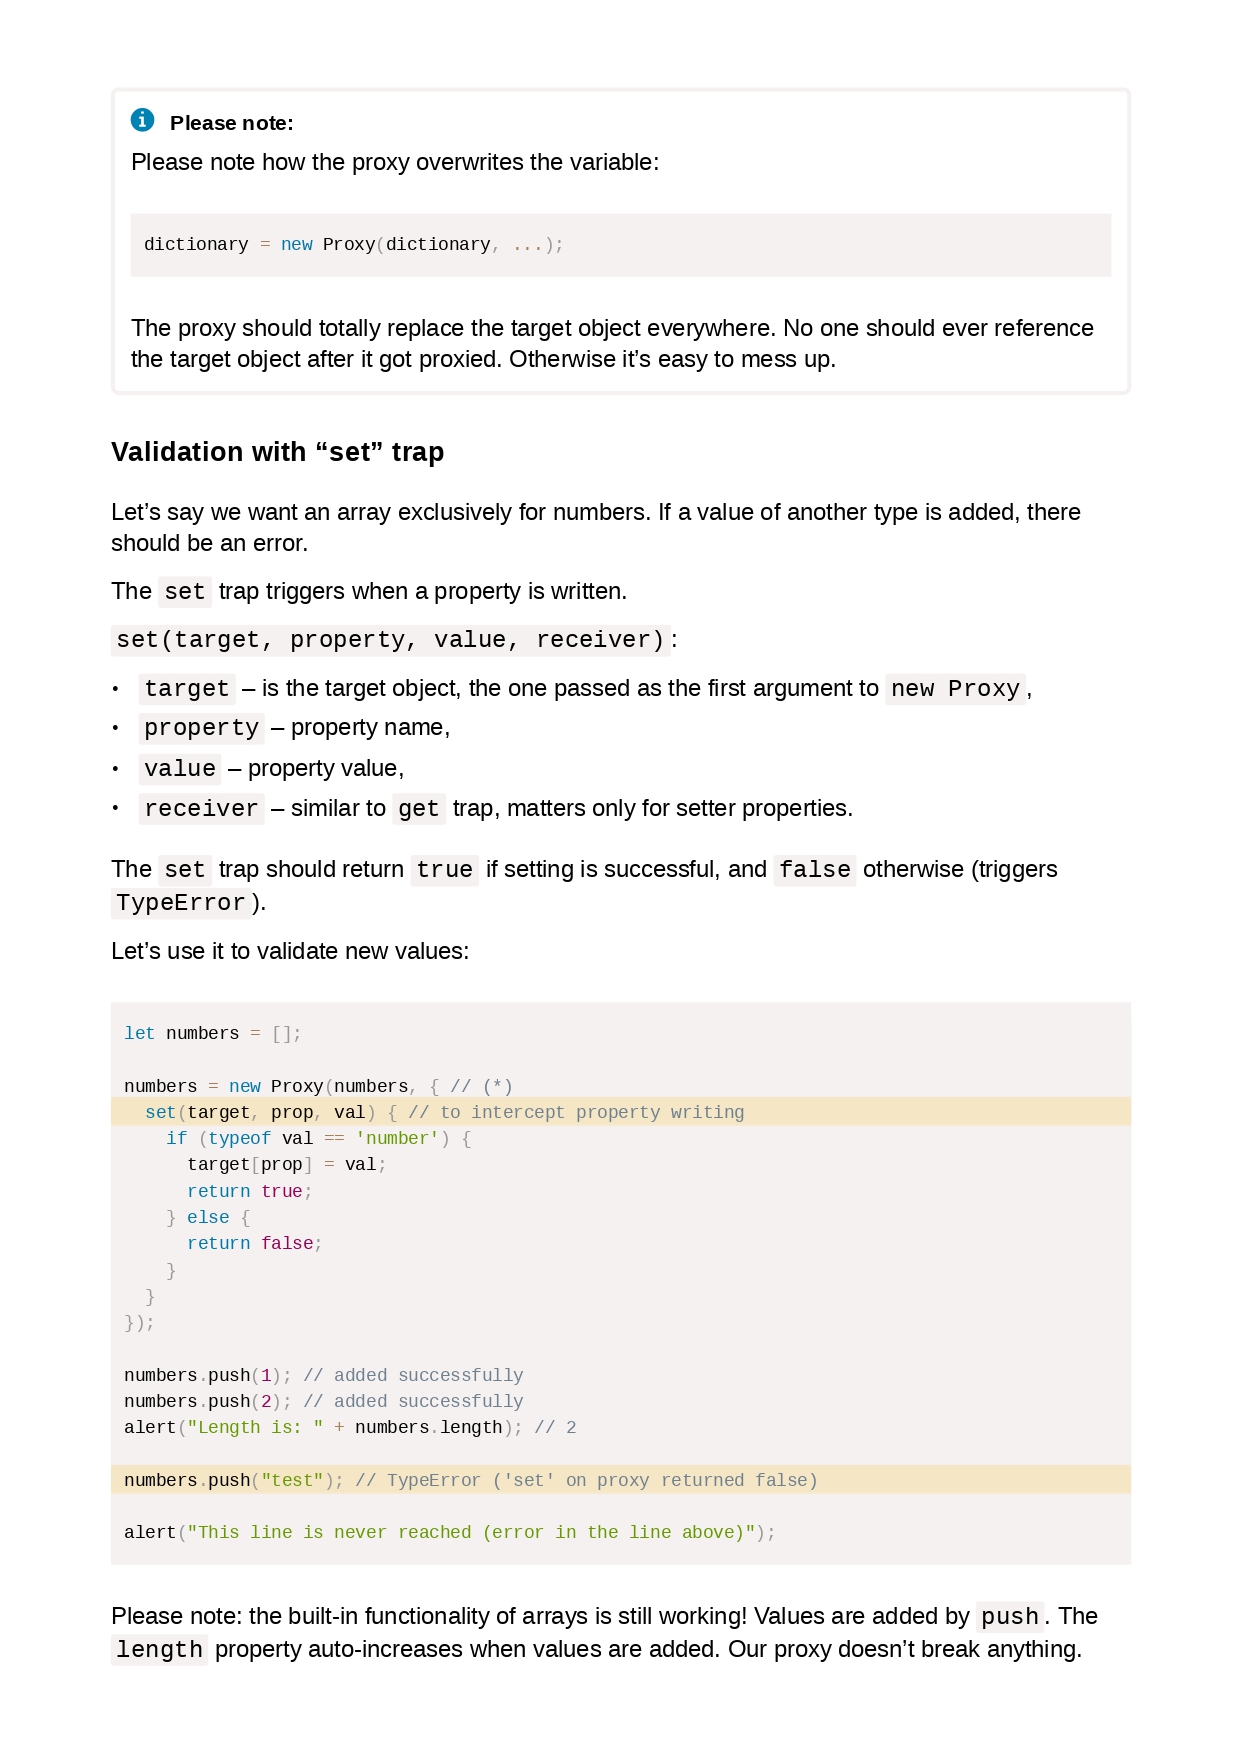 Please note:
Please note how the proxy overwrites the variable:
dictionary = new Proxy(dictionary, ...);
The proxy should totally replace the target object everywhere. No one should ever reference
the target object after it got proxied. Otherwise it’s easy to mess up.
Validation with “set” trap
Let’s say we want an array exclusively for numbers. If a value of another type is added, there
should be an error.
The set trap triggers when a property is written.
set(target, property, value, receiver):
• target – is the target object, the one passed as the first argument to new Proxy,
• property – property name,
• value – property value,
• receiver – similar to get trap, matters only for setter properties.
The set trap should return true if setting is successful, and false otherwise (triggers
TypeError).
Let’s use it to validate new values:
let numbers = [];
numbers = new Proxy(numbers, { // (*)
  set(target, prop, val) { // to intercept property writing
    if (typeof val == 'number') {
      target[prop] = val;
      return true;
    } else {
      return false;
    }
  }
});
numbers.push(1); // added successfully
numbers.push(2); // added successfully
alert("Length is: " + numbers.length); // 2
numbers.push("test"); // TypeError ('set' on proxy returned false)
alert("This line is never reached (error in the line above)");
Please note: the built-in functionality of arrays is still working! Values are added by push. The
length property auto-increases when values are added. Our proxy doesn’t break anything.